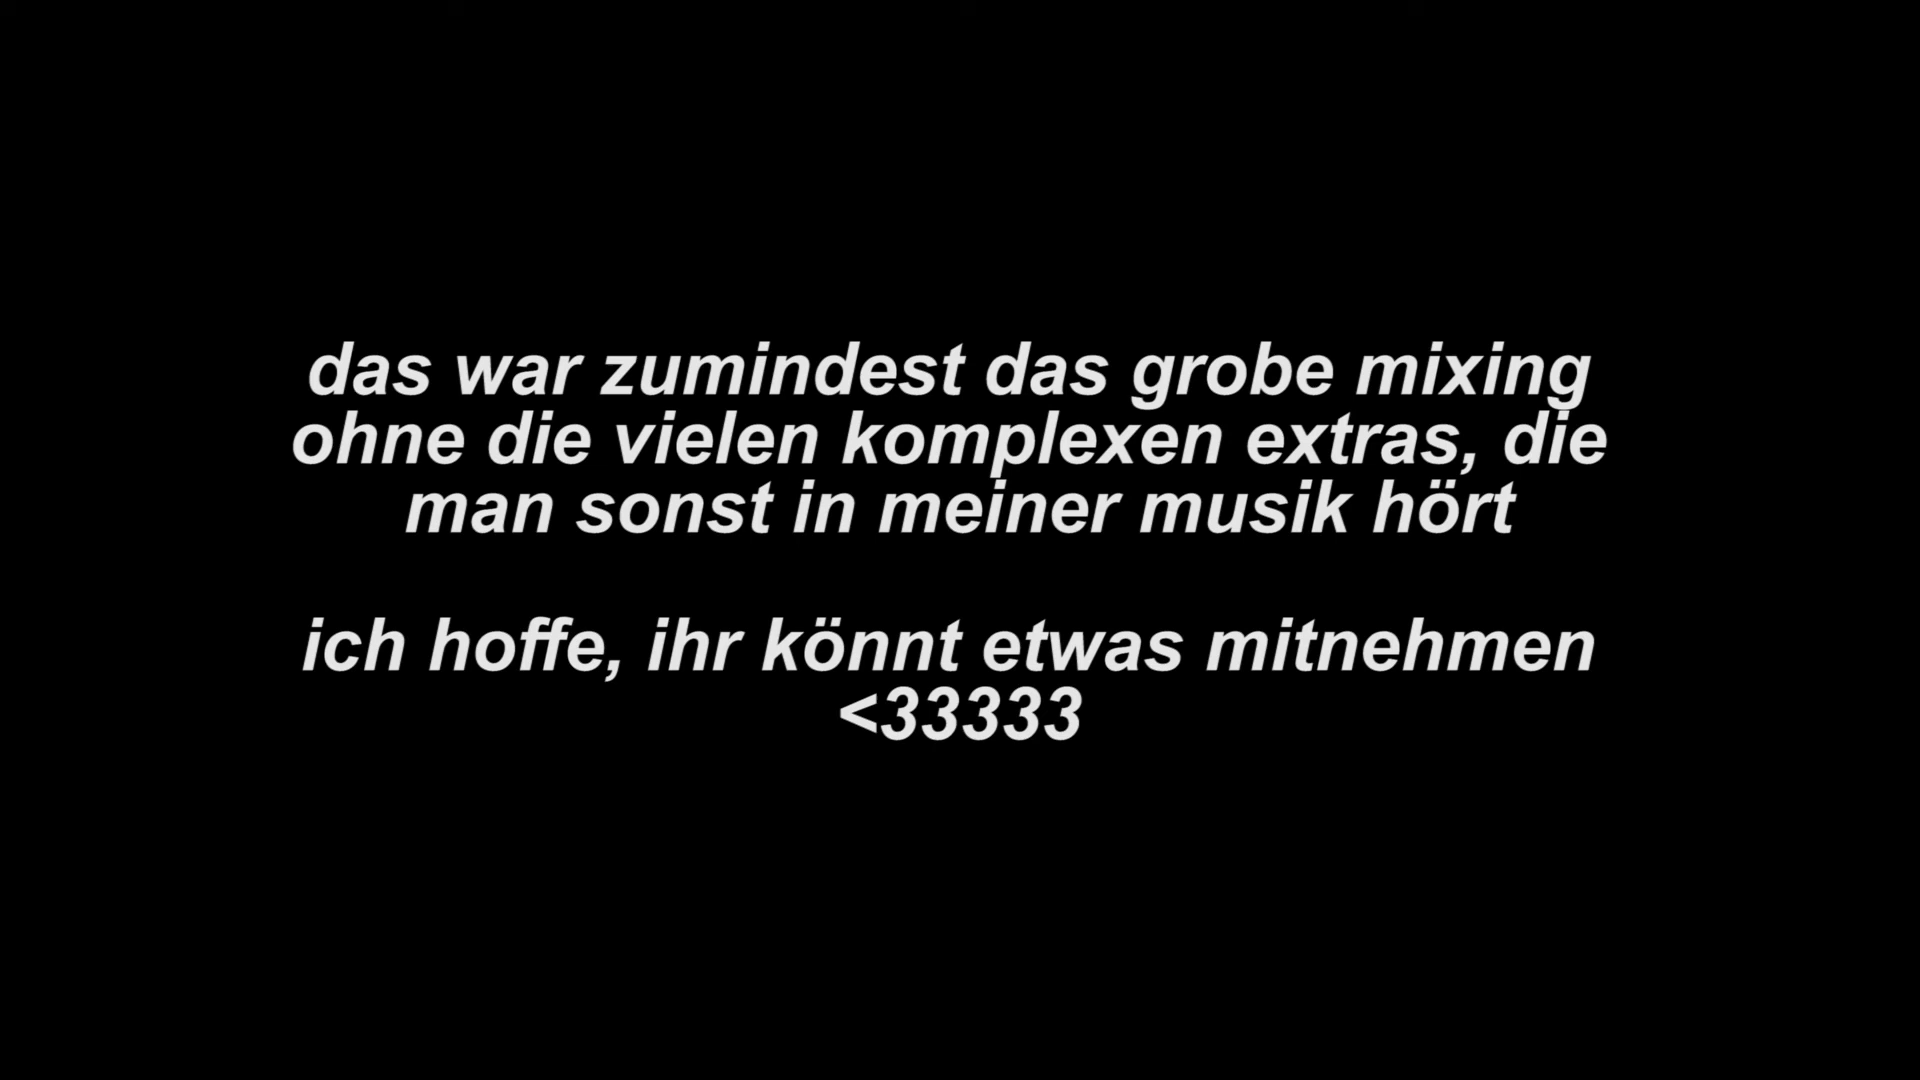 das war zumindest das grobe mixing
ohne die vielen komplexen extras, die
man sonst in meiner musik hört
ich hoffe, ihr könnt etwas mitnehmen
<33333